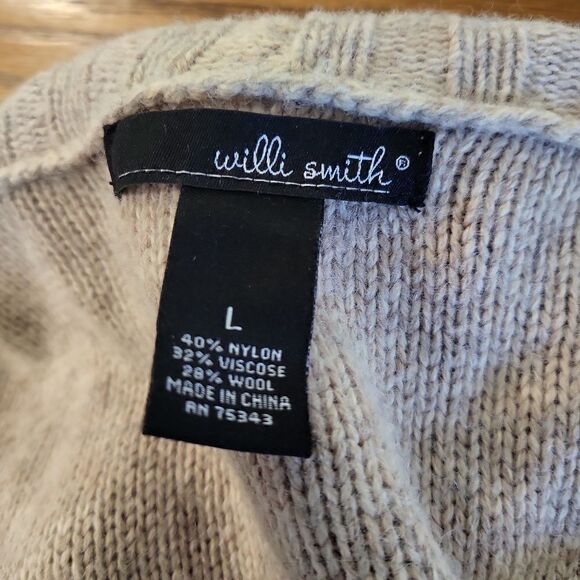 willi smith®
L
40% NYLON
32% VISCOSE
28% WOOL
MADE IN CHINA
RN 75343